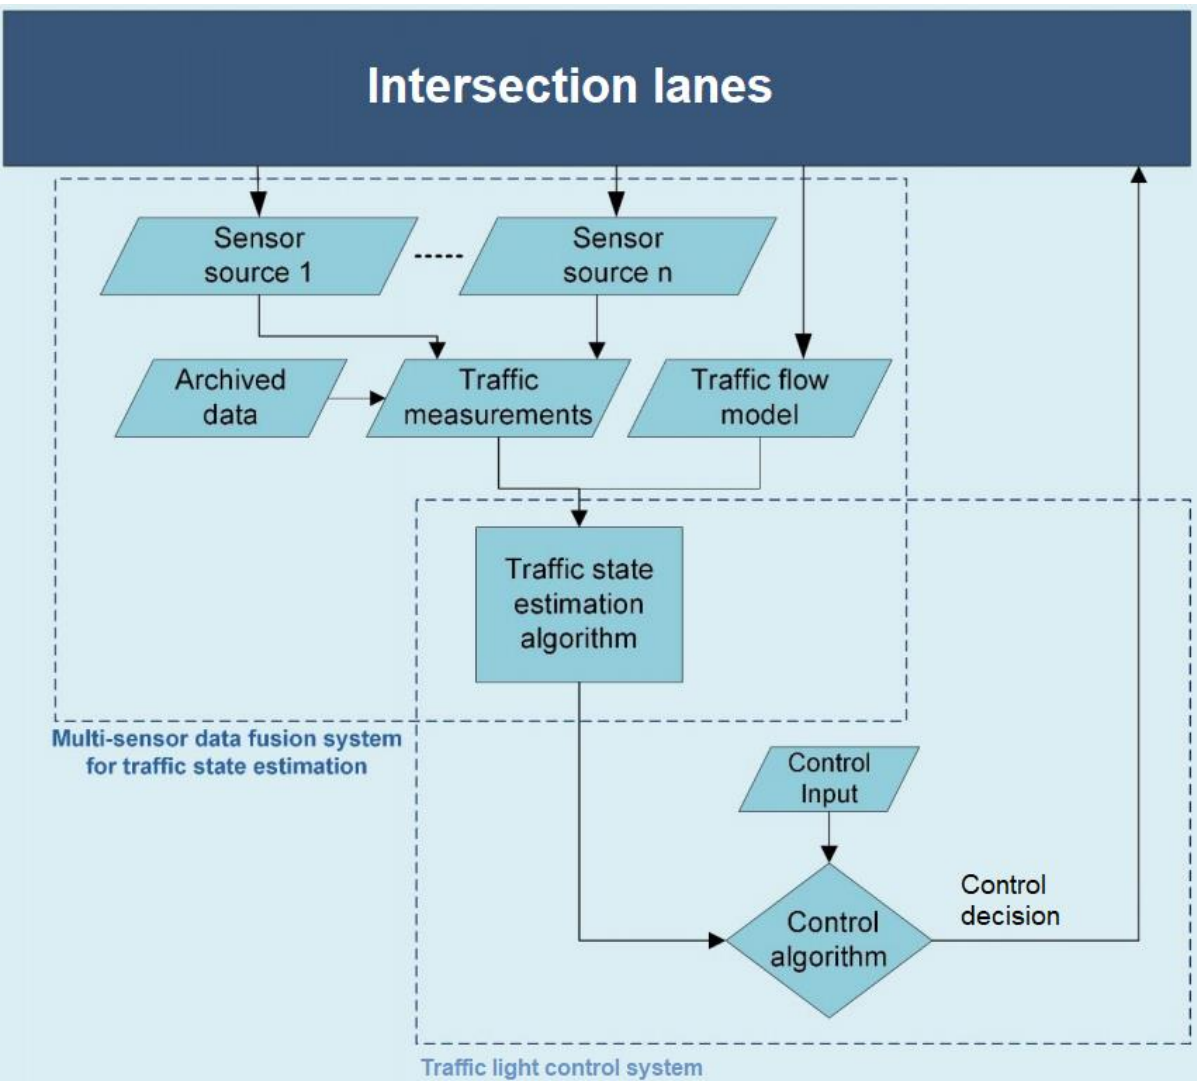 Intersection lanes
Sensor
source 1
Sensor
source n
Archived
data
Traffic
measurements
Traffic flow
model
Traffic state
estimation
algorithm
Multi-sensor data fusion system
for traffic state estimation
Control
Input
Control
algorithm
Control
decision
Traffic light control system